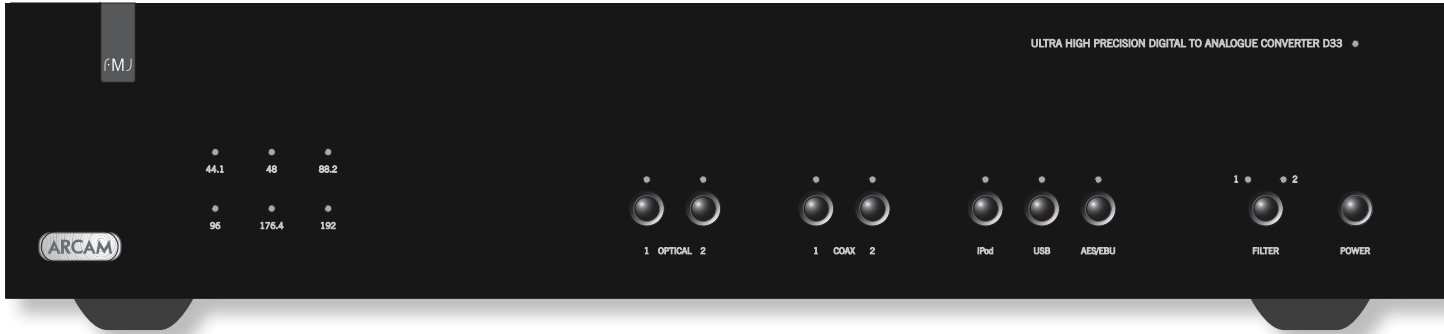 FMJ
ULTRA HIGH PRECISION DIGITAL TO ANALOGUE CONVERTER D33
44.1 48 88.2
96 176.4 192
ARCAM
1 OPTICAL 2
1 COAX 2
iPod USB AES/EBU
1 2
FILTER
POWER